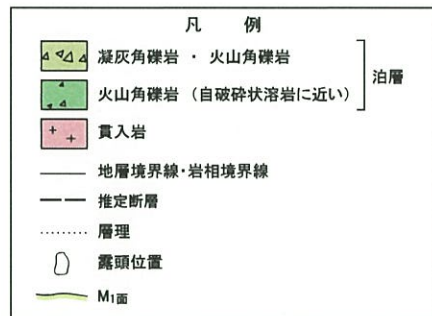 凡 例
凝灰角礫岩 ・ 火山角礫岩
火山角礫岩 (自破砕状溶岩に近い)
泊層
貫入岩
地層境界線・岩相境界線
推定断層
層理
露頭位置
M1面